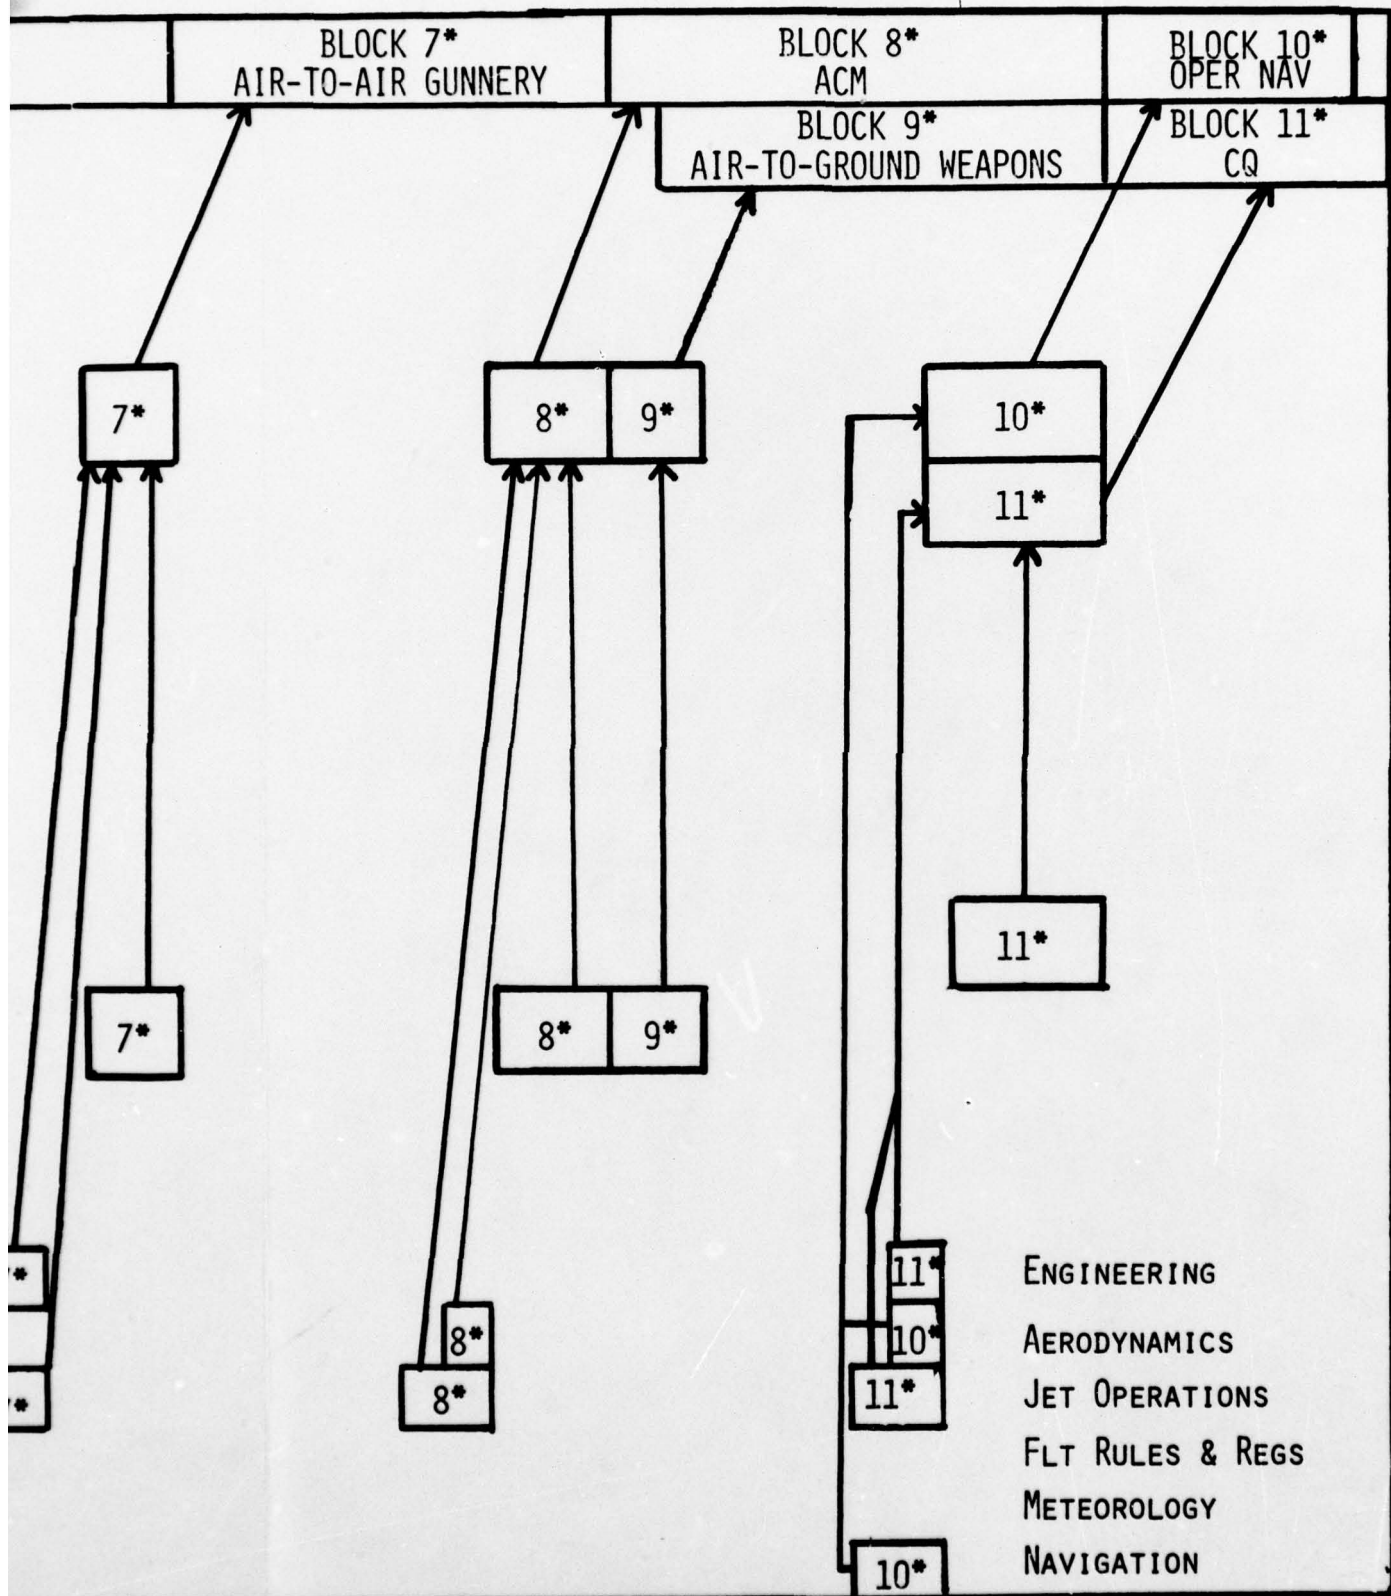 BLOCK 7*
AIR-TO-AIR GUNNERY
BLOCK 8*
ACM
BLOCK 10*
OPER NAV
BLOCK 9*
AIR-TO-GROUND WEAPONS
BLOCK 11*
CQ
7*
8*
9*
10*
11*
11*
7*
8*
9*
11*
ENGINEERING
8*
10*
AERODYNAMICS
8*
11*
JET OPERATIONS
FLT RULES & REGS
METEOROLOGY
10*
NAVIGATION